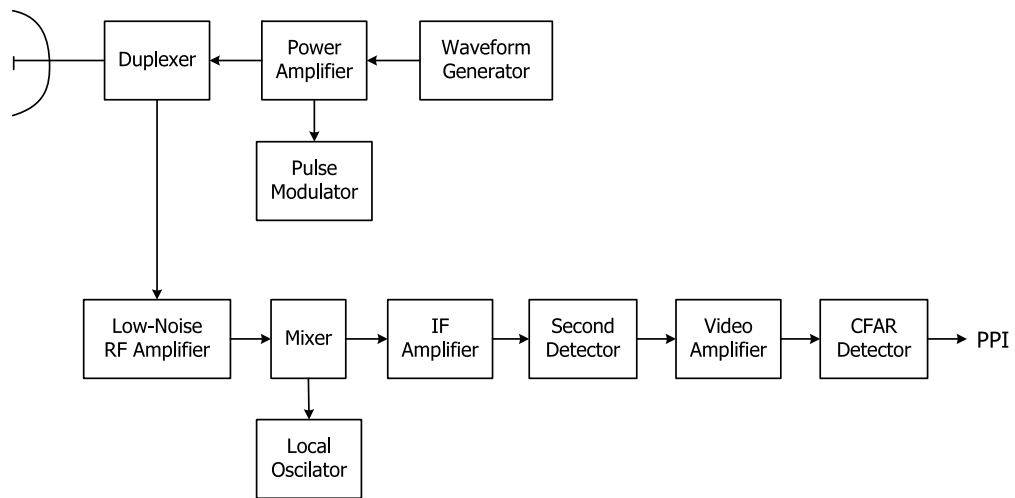 Duplexer
Power
Amplifier
Waveform
Generator
Pulse
Modulator
Low-Noise
RF Amplifier
Mixer
IF
Amplifier
Second
Detector
Video
Amplifier
CFAR
Detector
PPI
Local
Oscilator